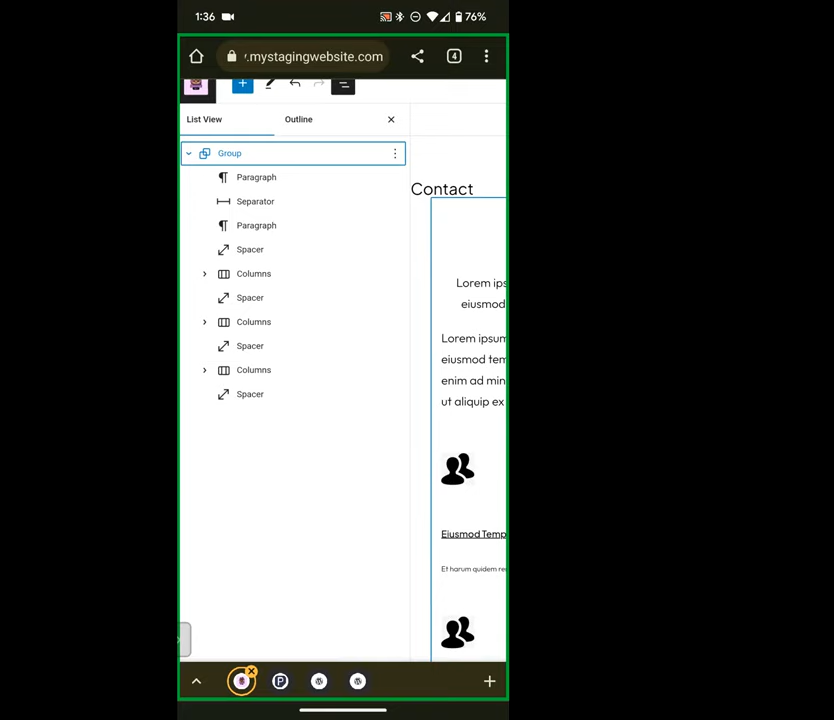 1:36
76%
.mystagingwebsite.com
4
List View
Outline
Group
Paragraph
Separator
Paragraph
Spacer
Columns
Spacer
Columns
Spacer
Columns
Spacer
Contact
Lorem ips
eiusmod
Lorem ipsum
eiusmod tem
enim ad min
ut aliquip ex
Eiusmod Temp
Et harum quidem re